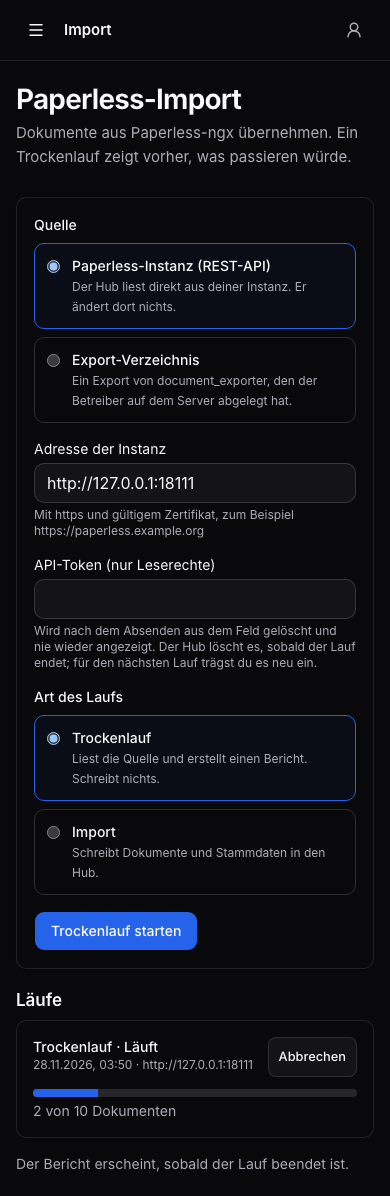 Import
Paperless-Import
Dokumente aus Paperless-ngx übernehmen. Ein
Trockenlauf zeigt vorher, was passieren würde.
Quelle
Paperless-Instanz (REST-API)
Der Hub liest direkt aus deiner Instanz. Er
ändert dort nichts.
Export-Verzeichnis
Ein Export von document_exporter, den der
Betreiber auf dem Server abgelegt hat.
Adresse der Instanz
http://127.0.0.1:18111
Mit https und gültigem Zertifikat, zum Beispiel
https://paperless.example.org
API-Token (nur Leserechte)
Wird nach dem Absenden aus dem Feld gelöscht und
nie wieder angezeigt. Der Hub löscht es, sobald der Lauf
endet; für den nächsten Lauf trägst du es neu ein.
Art des Laufs
Trockenlauf
Liest die Quelle und erstellt einen Bericht.
Schreibt nichts.
Import
Schreibt Dokumente und Stammdaten in den
Hub.
Trockenlauf starten
Läufe
Trockenlauf · Läuft
28.11.2026, 03:50 · http://127.0.0.1:18111
Abbrechen
2 von 10 Dokumenten
Der Bericht erscheint, sobald der Lauf beendet ist.